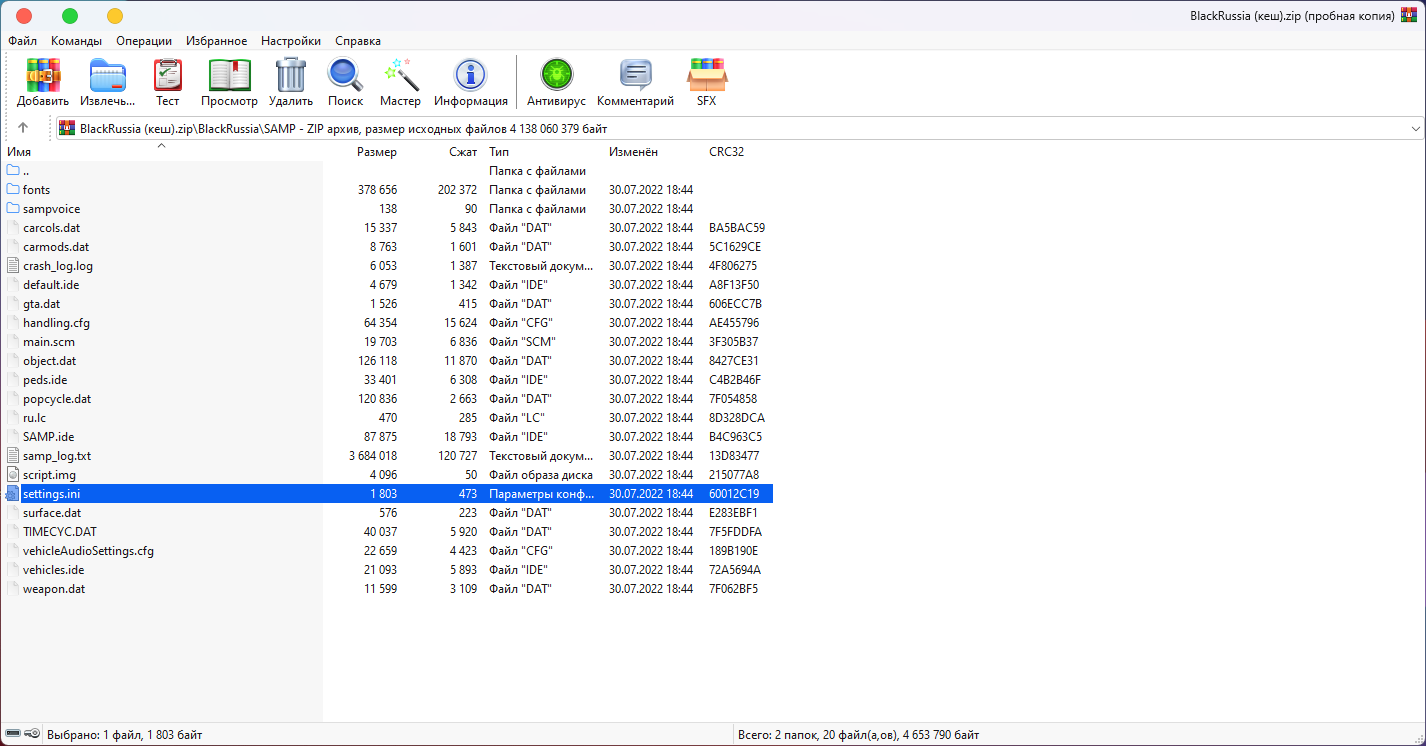 BlackRussia (кеш).zip (пробная копия)
Файл Команды Операции Избранное Настройки Справка
Добавить Извлечь... Тест Просмотр Удалить Поиск Мастер Информация Антивирус Комментарий SFX
BlackRussia (кеш).zip\BlackRussia\SAMP - ZIP архив, размер исходных файлов 4 138 060 379 байт
Имя Размер Сжат Тип Изменён CRC32
.. Папка с файлами
fonts 378 656 202 372 Папка с файлами 30.07.2022 18:44
sampvoice 138 90 Папка с файлами 30.07.2022 18:44
carcols.dat 15 337 5 843 Файл "DAT" 30.07.2022 18:44 BA5BAC59
carmods.dat 8 763 1 601 Файл "DAT" 30.07.2022 18:44 5C1629CE
crash_log.log 6 053 1 387 Текстовый докум... 30.07.2022 18:44 4F806275
default.ide 4 679 1 342 Файл "IDE" 30.07.2022 18:44 A8F13F50
gta.dat 1 526 415 Файл "DAT" 30.07.2022 18:44 606ECC7B
handling.cfg 64 354 15 624 Файл "CFG" 30.07.2022 18:44 AE455796
main.scm 19 703 6 836 Файл "SCM" 30.07.2022 18:44 3F305B37
object.dat 126 118 11 870 Файл "DAT" 30.07.2022 18:44 8427CE31
peds.ide 33 401 6 308 Файл "IDE" 30.07.2022 18:44 C4B2B46F
popcycle.dat 120 836 2 663 Файл "DAT" 30.07.2022 18:44 7F054858
ru.lc 470 285 Файл "LC" 30.07.2022 18:44 8D328DCA
SAMP.ide 87 875 18 793 Файл "IDE" 30.07.2022 18:44 B4C963C5
samp_log.txt 3 684 018 120 727 Текстовый докум... 30.07.2022 18:44 13D83477
script.img 4 096 50 Файл образа диска 30.07.2022 18:44 215077A8
settings.ini 1 803 473 Параметры конф... 30.07.2022 18:44 60012C19
surface.dat 576 223 Файл "DAT" 30.07.2022 18:44 E283EBF1
TIMECYC.DAT 40 037 5 920 Файл "DAT" 30.07.2022 18:44 7F5FDDFA
vehicleAudioSettings.cfg 22 659 4 423 Файл "CFG" 30.07.2022 18:44 189B190E
vehicles.ide 21 093 5 893 Файл "IDE" 30.07.2022 18:44 72A5694A
weapon.dat 11 599 3 109 Файл "DAT" 30.07.2022 18:44 7F062BF5
Выбрано: 1 файл, 1 803 байт Всего: 2 папок, 20 файл(а,ов), 4 653 790 байт